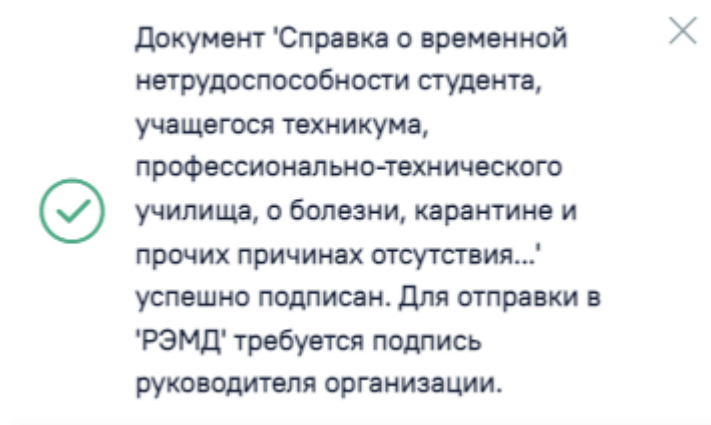 Документ 'Справка о временной
нетрудоспособности студента,
учащегося техникума,
профессионально-технического
училища, о болезни, карантине и
прочих причинах отсутствия...'
успешно подписан. Для отправки в
'РЭМД' требуется подпись
руководителя организации.